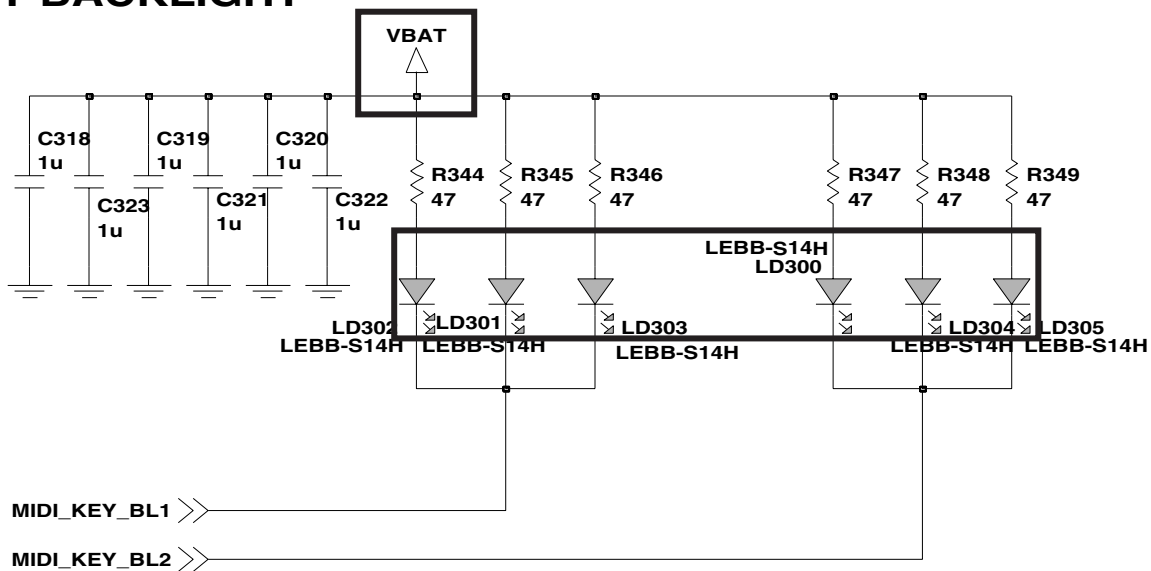 BACKLIGHT
VBAT
C318
1u
C319
1u
C320
1u
C323
1u
C321
1u
C322
1u
R344
47
R345
47
R346
47
R347
47
R348
47
R349
47
LEBB-S14H
LD300
LD302
LEBB-S14H
LD301
LEBB-S14H
LD303
LEBB-S14H
LD304
LEBB-S14H
LD305
LEBB-S14H
MIDI_KEY_BL1
MIDI_KEY_BL2